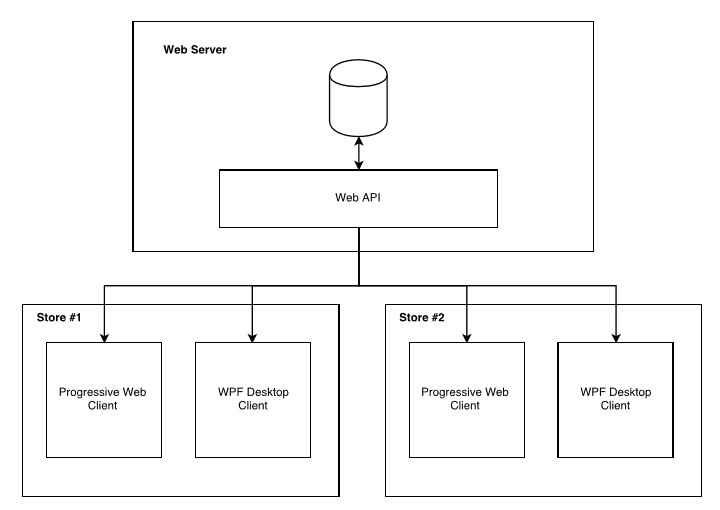 Web Server
Web API
Store #1
Store #2
Progressive Web
Client
WPF Desktop
Client
Progressive Web
Client
WPF Desktop
Client